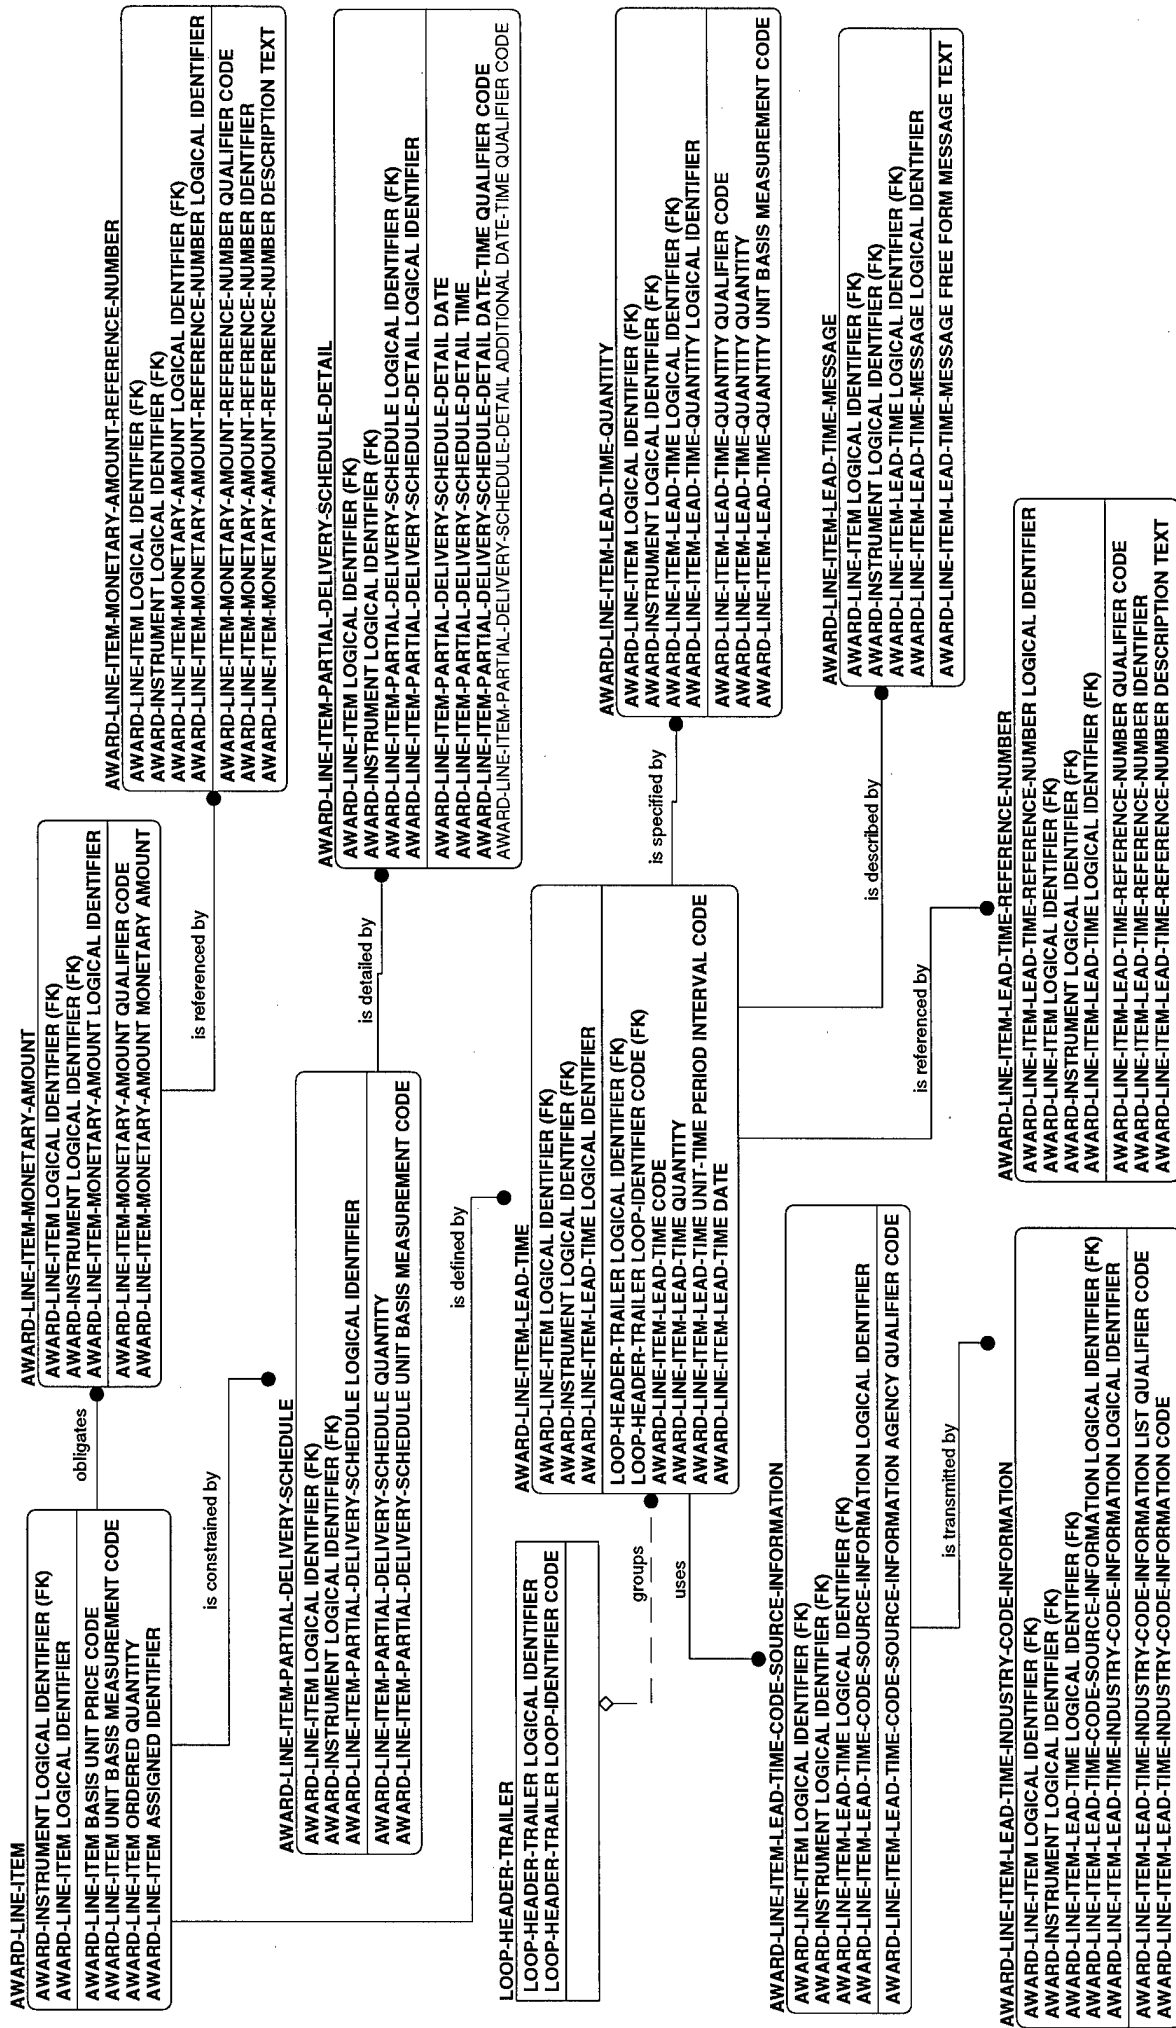 AWARD-LINE-ITEM
AWARD-INSTRUMENT LOGICAL IDENTIFIER (FK)
AWARD-LINE-ITEM LOGICAL IDENTIFIER
AWARD-LINE-ITEM BASIS UNIT PRICE CODE
AWARD-LINE-ITEM UNIT BASIS MEASUREMENT CODE
AWARD-LINE-ITEM ORDERED QUANTITY
AWARD-LINE-ITEM ASSIGNED IDENTIFIER
obligates
AWARD-LINE-ITEM-MONETARY-AMOUNT
AWARD-LINE-ITEM LOGICAL IDENTIFIER (FK)
AWARD-INSTRUMENT LOGICAL IDENTIFIER (FK)
AWARD-LINE-ITEM-MONETARY-AMOUNT LOGICAL IDENTIFIER
AWARD-LINE-ITEM-MONETARY-AMOUNT QUALIFIER CODE
AWARD-LINE-ITEM-MONETARY-AMOUNT MONETARY AMOUNT
is referenced by
AWARD-LINE-ITEM-MONETARY-AMOUNT-REFERENCE-NUMBER
AWARD-LINE-ITEM LOGICAL IDENTIFIER (FK)
AWARD-INSTRUMENT LOGICAL IDENTIFIER (FK)
AWARD-LINE-ITEM-MONETARY-AMOUNT LOGICAL IDENTIFIER (FK)
AWARD-LINE-ITEM-MONETARY-AMOUNT-REFERENCE-NUMBER LOGICAL IDENTIFIER
AWARD-LINE-ITEM-MONETARY-AMOUNT-REFERENCE-NUMBER QUALIFIER CODE
AWARD-LINE-ITEM-MONETARY-AMOUNT-REFERENCE-NUMBER IDENTIFIER
AWARD-LINE-ITEM-MONETARY-AMOUNT-REFERENCE-NUMBER DESCRIPTION TEXT
is constrained by
AWARD-LINE-ITEM-PARTIAL-DELIVERY-SCHEDULE
AWARD-LINE-ITEM LOGICAL IDENTIFIER (FK)
AWARD-INSTRUMENT LOGICAL IDENTIFIER (FK)
AWARD-LINE-ITEM-PARTIAL-DELIVERY-SCHEDULE LOGICAL IDENTIFIER
AWARD-LINE-ITEM-PARTIAL-DELIVERY-SCHEDULE QUANTITY
AWARD-LINE-ITEM-PARTIAL-DELIVERY-SCHEDULE UNIT BASIS MEASUREMENT CODE
is detailed by
AWARD-LINE-ITEM-PARTIAL-DELIVERY-SCHEDULE-DETAIL
AWARD-LINE-ITEM LOGICAL IDENTIFIER (FK)
AWARD-INSTRUMENT LOGICAL IDENTIFIER (FK)
AWARD-LINE-ITEM-PARTIAL-DELIVERY-SCHEDULE LOGICAL IDENTIFIER (FK)
AWARD-LINE-ITEM-PARTIAL-DELIVERY-SCHEDULE-DETAIL LOGICAL IDENTIFIER
AWARD-LINE-ITEM-PARTIAL-DELIVERY-SCHEDULE-DETAIL DATE
AWARD-LINE-ITEM-PARTIAL-DELIVERY-SCHEDULE-DETAIL TIME
AWARD-LINE-ITEM-PARTIAL-DELIVERY-SCHEDULE-DETAIL DATE-TIME QUALIFIER CODE
AWARD-LINE-ITEM-PARTIAL-DELIVERY-SCHEDULE-DETAIL ADDITIONAL DATE-TIME QUALIFIER CODE
is defined by
LOOP-HEADER-TRAILER
LOOP-HEADER-TRAILER LOGICAL IDENTIFIER
LOOP-HEADER-TRAILER LOOP-IDENTIFIER CODE
groups
uses
AWARD-LINE-ITEM-LEAD-TIME
AWARD-LINE-ITEM LOGICAL IDENTIFIER (FK)
AWARD-INSTRUMENT LOGICAL IDENTIFIER (FK)
AWARD-LINE-ITEM-LEAD-TIME LOGICAL IDENTIFIER
LOOP-HEADER-TRAILER LOGICAL IDENTIFIER (FK)
LOOP-HEADER-TRAILER LOOP-IDENTIFIER CODE (FK)
AWARD-LINE-ITEM-LEAD-TIME CODE
AWARD-LINE-ITEM-LEAD-TIME QUANTITY
AWARD-LINE-ITEM-LEAD-TIME UNIT-TIME PERIOD INTERVAL CODE
AWARD-LINE-ITEM-LEAD-TIME DATE
is specified by
AWARD-LINE-ITEM-LEAD-TIME-QUANTITY
AWARD-LINE-ITEM LOGICAL IDENTIFIER (FK)
AWARD-INSTRUMENT LOGICAL IDENTIFIER (FK)
AWARD-LINE-ITEM-LEAD-TIME LOGICAL IDENTIFIER (FK)
AWARD-LINE-ITEM-LEAD-TIME-QUANTITY LOGICAL IDENTIFIER
AWARD-LINE-ITEM-LEAD-TIME-QUANTITY QUALIFIER CODE
AWARD-LINE-ITEM-LEAD-TIME-QUANTITY QUANTITY
AWARD-LINE-ITEM-LEAD-TIME-QUANTITY UNIT BASIS MEASUREMENT CODE
is described by
AWARD-LINE-ITEM-LEAD-TIME-MESSAGE
AWARD-LINE-ITEM LOGICAL IDENTIFIER (FK)
AWARD-INSTRUMENT LOGICAL IDENTIFIER (FK)
AWARD-LINE-ITEM-LEAD-TIME LOGICAL IDENTIFIER (FK)
AWARD-LINE-ITEM-LEAD-TIME-MESSAGE LOGICAL IDENTIFIER
AWARD-LINE-ITEM-LEAD-TIME-MESSAGE FREE FORM MESSAGE TEXT
AWARD-LINE-ITEM-LEAD-TIME-CODE-SOURCE-INFORMATION
AWARD-LINE-ITEM LOGICAL IDENTIFIER (FK)
AWARD-INSTRUMENT LOGICAL IDENTIFIER (FK)
AWARD-LINE-ITEM-LEAD-TIME LOGICAL IDENTIFIER (FK)
AWARD-LINE-ITEM-LEAD-TIME-CODE-SOURCE-INFORMATION LOGICAL IDENTIFIER
AWARD-LINE-ITEM-LEAD-TIME-CODE-SOURCE-INFORMATION AGENCY QUALIFIER CODE
is transmitted by
is referenced by
AWARD-LINE-ITEM-LEAD-TIME-INDUSTRY-CODE-INFORMATION
AWARD-LINE-ITEM LOGICAL IDENTIFIER (FK)
AWARD-INSTRUMENT LOGICAL IDENTIFIER (FK)
AWARD-LINE-ITEM-LEAD-TIME LOGICAL IDENTIFIER (FK)
AWARD-LINE-ITEM-LEAD-TIME-CODE-SOURCE-INFORMATION LOGICAL IDENTIFIER (FK)
AWARD-LINE-ITEM-LEAD-TIME-INDUSTRY-CODE-INFORMATION LOGICAL IDENTIFIER
AWARD-LINE-ITEM-LEAD-TIME-INDUSTRY-CODE-INFORMATION LIST QUALIFIER CODE
AWARD-LINE-ITEM-LEAD-TIME-INDUSTRY-CODE-INFORMATION CODE
AWARD-LINE-ITEM-LEAD-TIME-REFERENCE-NUMBER
AWARD-LINE-ITEM-LEAD-TIME-REFERENCE-NUMBER LOGICAL IDENTIFIER
AWARD-LINE-ITEM LOGICAL IDENTIFIER (FK)
AWARD-INSTRUMENT LOGICAL IDENTIFIER (FK)
AWARD-LINE-ITEM-LEAD-TIME LOGICAL IDENTIFIER (FK)
AWARD-LINE-ITEM-LEAD-TIME-REFERENCE-NUMBER QUALIFIER CODE
AWARD-LINE-ITEM-LEAD-TIME-REFERENCE-NUMBER IDENTIFIER
AWARD-LINE-ITEM-LEAD-TIME-REFERENCE-NUMBER DESCRIPTION TEXT